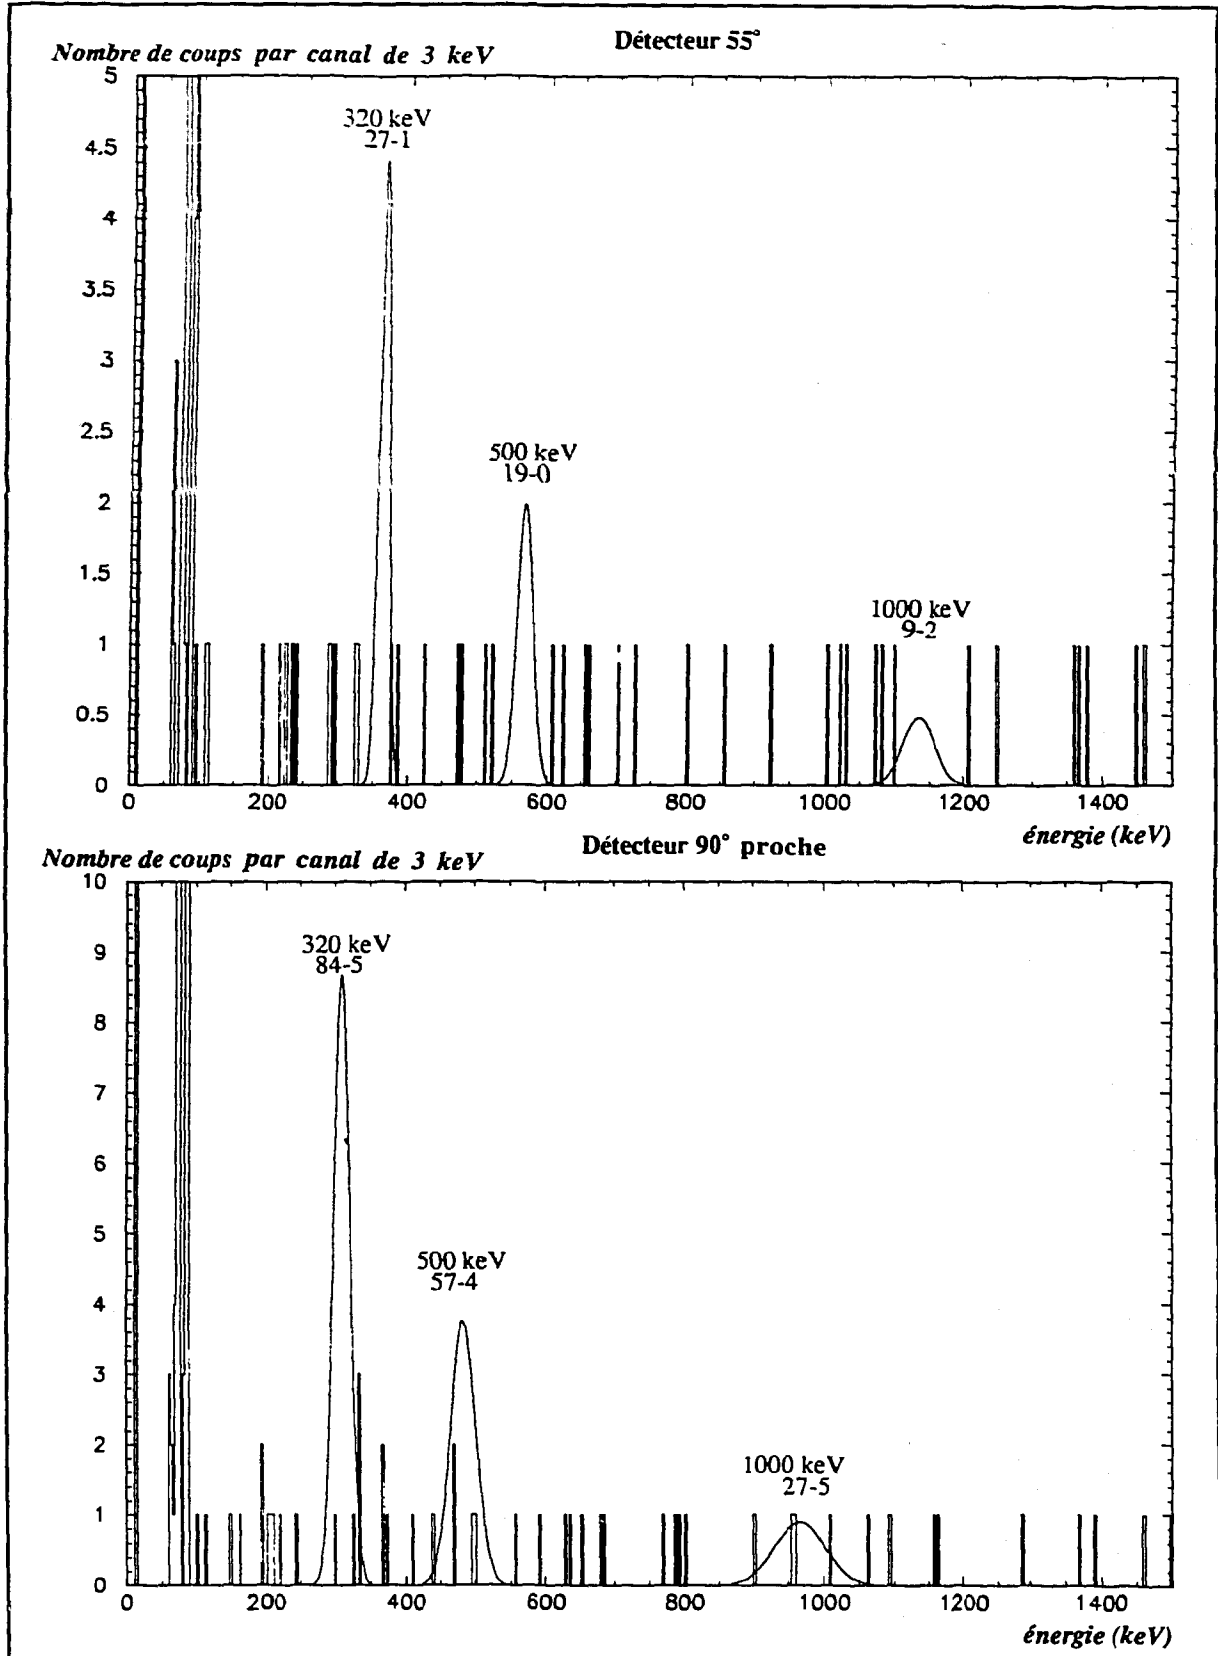 Détecteur 55°
Nombre de coups par canal de 3 keV
5
4.5
4
3.5
3
2.5
2
1.5
1
0.5
0
320 keV
27-1
500 keV
19-0
1000 keV
9-2
0 200 400 600 800 1000 1200 1400
énergie (keV)
Détecteur 90° proche
Nombre de coups par canal de 3 keV
10
9
8
7
6
5
4
3
2
1
0
320 keV
84-5
500 keV
57-4
1000 keV
27-5
0 200 400 600 800 1000 1200 1400
énergie (keV)